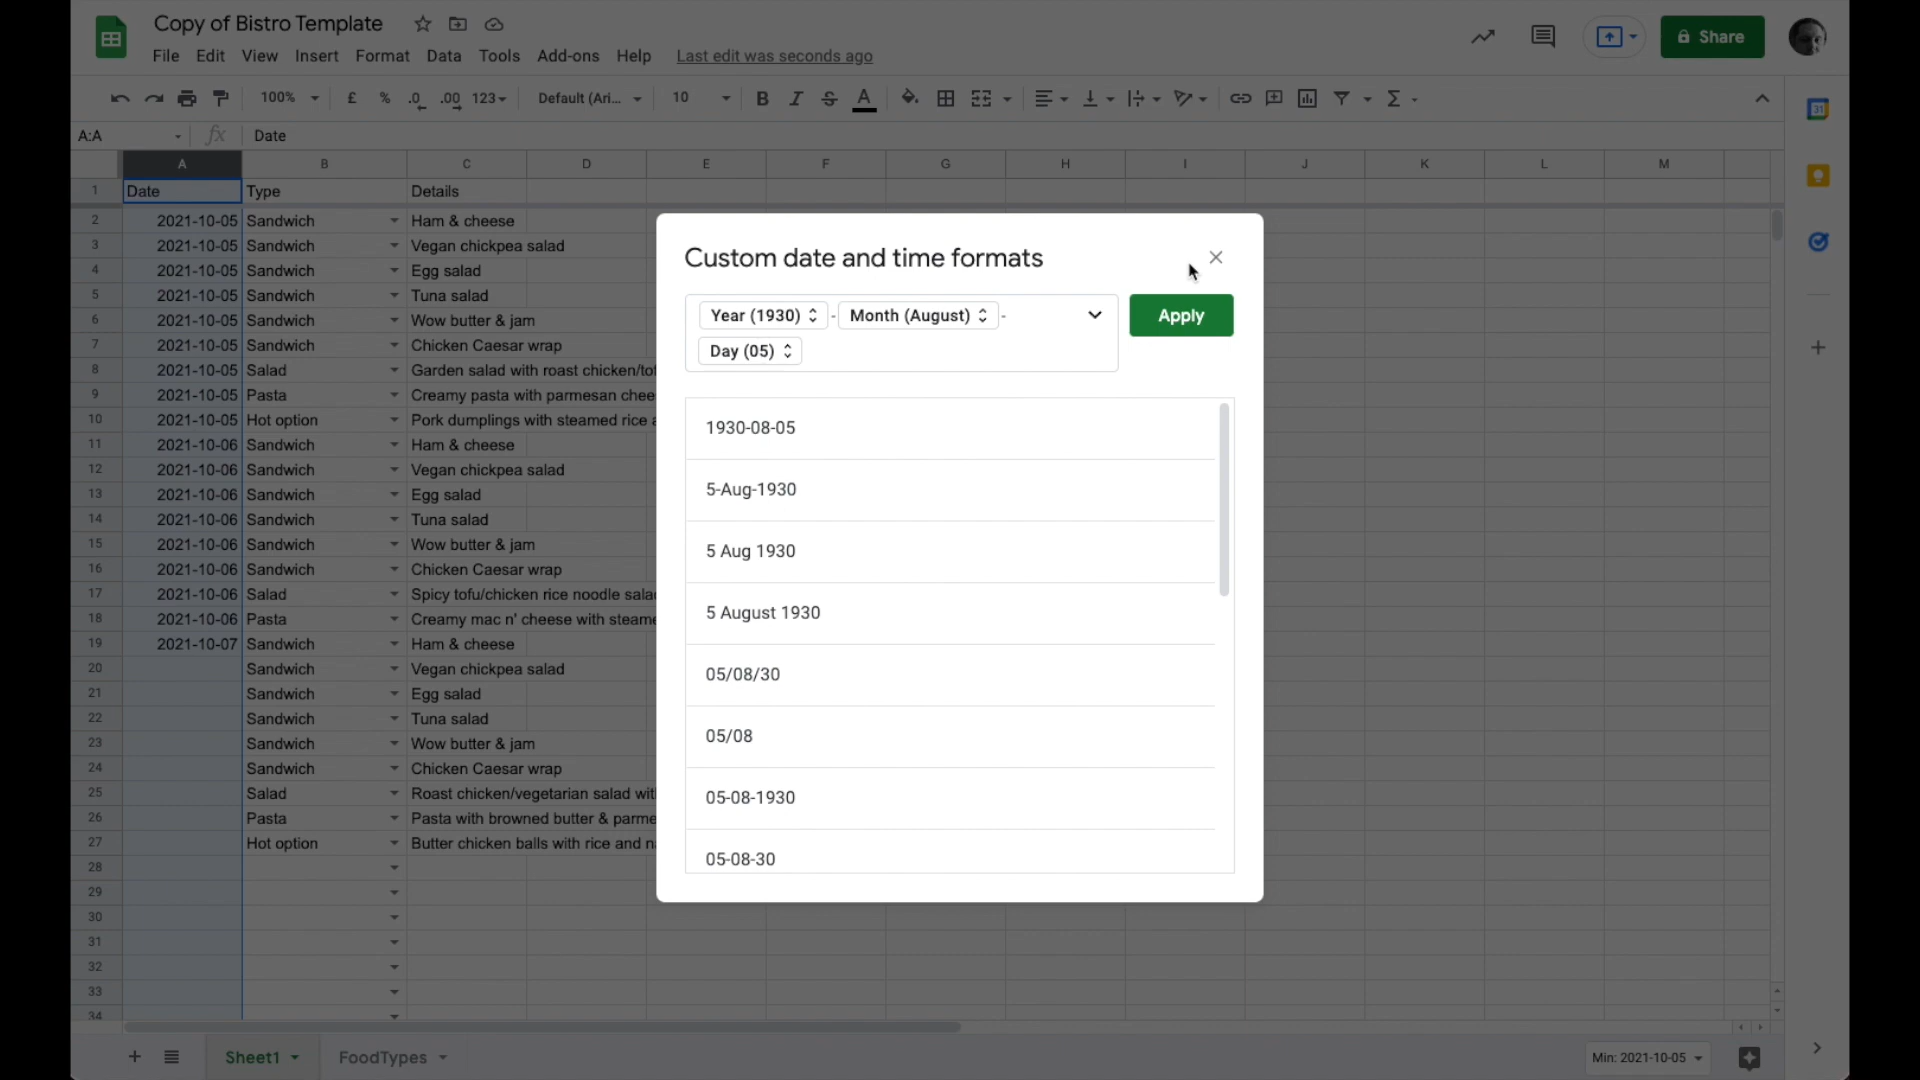 Copy of Bistro Template
File Edit View Insert Format Data Tools Add-ons Help Last edit was seconds ago
Share
100% £ % .0 .00 123 Default (Ari... 10 B I S A
A:A fx Date
31
A B C D E F G H I J K L M
1 Date Type Details
2 2021-10-05 Sandwich Ham & cheese
3 2021-10-05 Sandwich Vegan chickpea salad
4 2021-10-05 Sandwich Egg salad
5 2021-10-05 Sandwich Tuna salad
6 2021-10-05 Sandwich Wow butter & jam
7 2021-10-05 Sandwich Chicken Caesar wrap
8 2021-10-05 Salad Garden salad with roast chicken/tof
9 2021-10-05 Pasta Creamy pasta with parmesan chee
10 2021-10-05 Hot option Pork dumplings with steamed rice a
11 2021-10-06 Sandwich Ham & cheese
12 2021-10-06 Sandwich Vegan chickpea salad
13 2021-10-06 Sandwich Egg salad
14 2021-10-06 Sandwich Tuna salad
15 2021-10-06 Sandwich Wow butter & jam
16 2021-10-06 Sandwich Chicken Caesar wrap
17 2021-10-06 Salad Spicy tofu/chicken rice noodle sala
18 2021-10-06 Pasta Creamy mac n' cheese with steame
19 2021-10-07 Sandwich Ham & cheese
20 Sandwich Vegan chickpea salad
21 Sandwich Egg salad
22 Sandwich Tuna salad
23 Sandwich Wow butter & jam
24 Sandwich Chicken Caesar wrap
25 Salad Roast chicken/vegetarian salad wit
26 Pasta Pasta with browned butter & parme
27 Hot option Butter chicken balls with rice and n
28
29
30
31
32
33
34
Custom date and time formats
Year (1930) - Month (August) -
Day (05)
Apply
1930-08-05
5-Aug-1930
5 Aug 1930
5 August 1930
05/08/30
05/08
05-08-1930
05-08-30
Sheet1 FoodTypes
Min: 2021-10-05